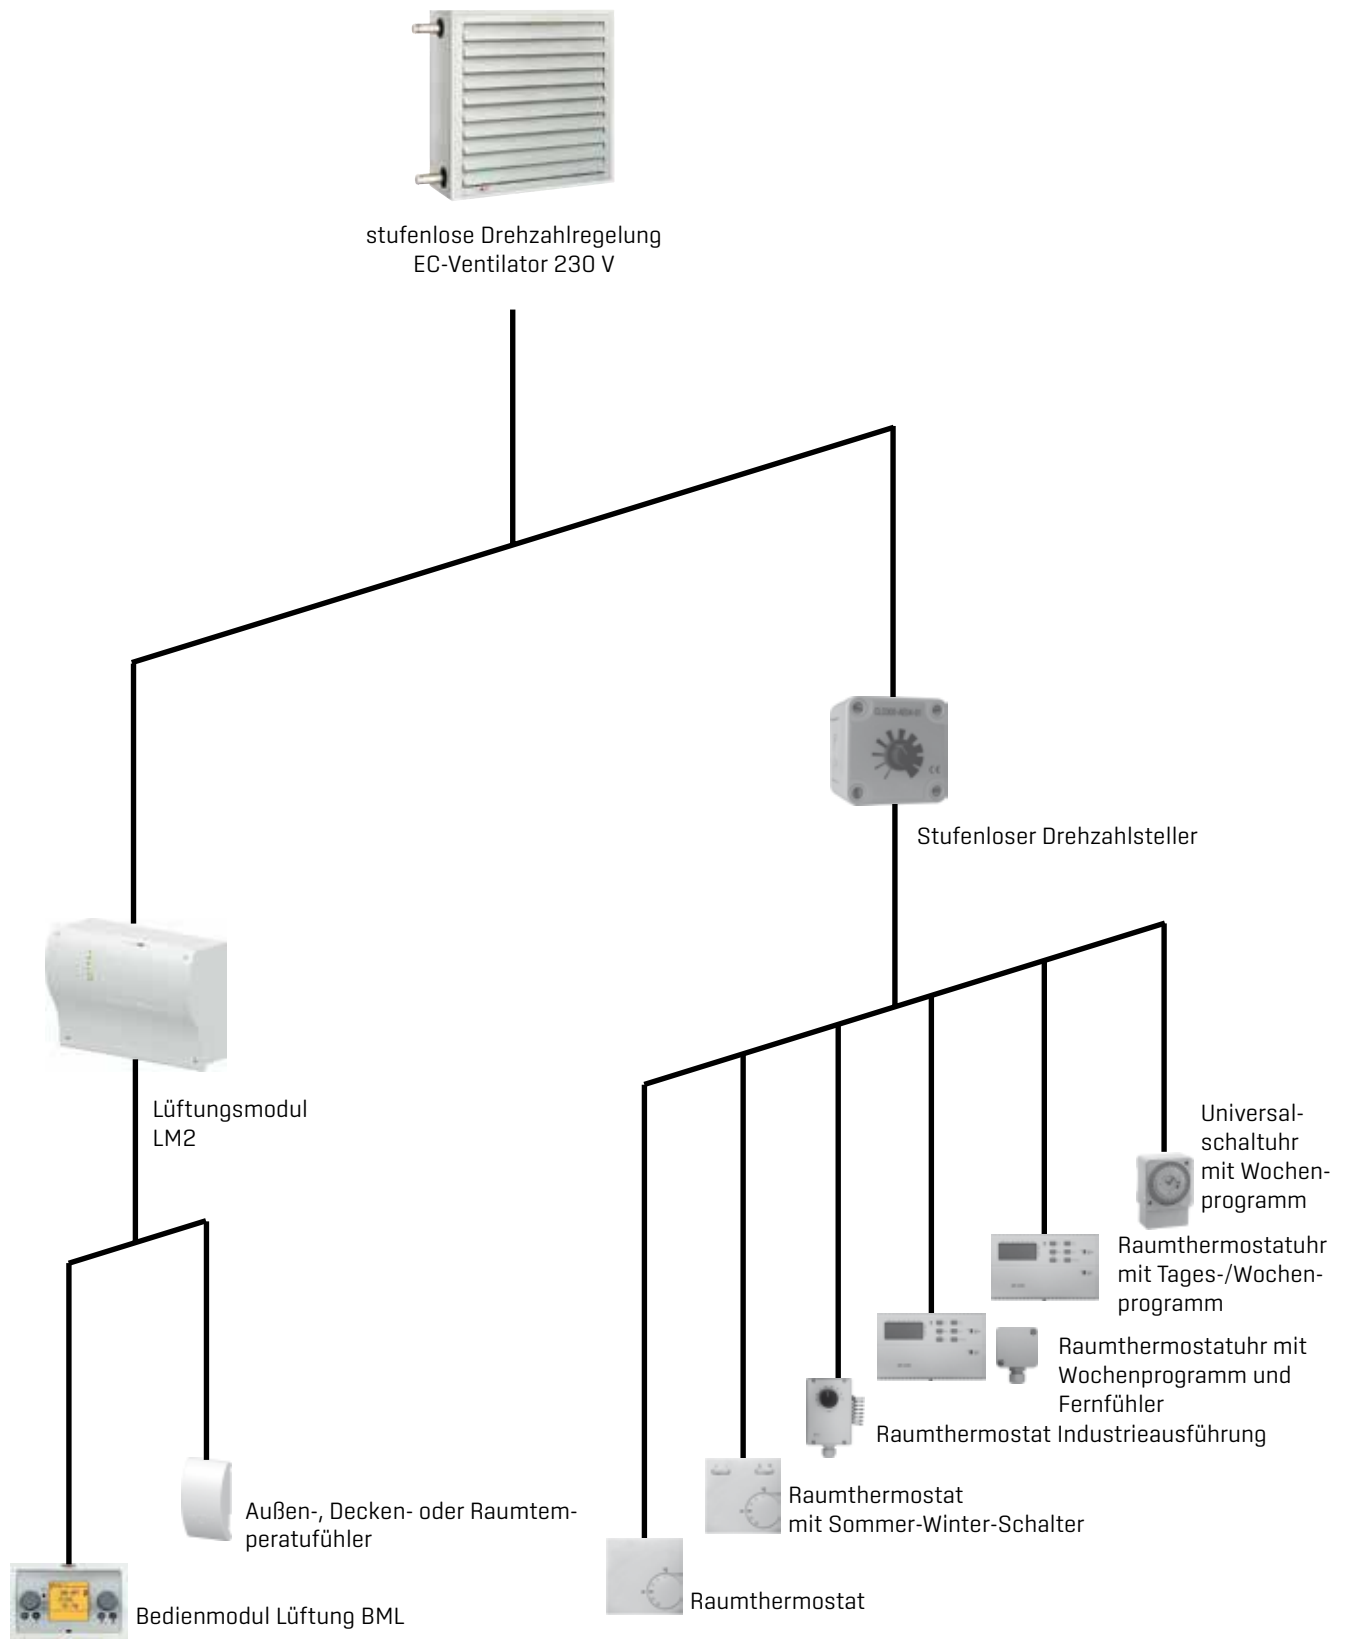 stufenlose Drehzahlregelung
EC-Ventilator 230 V
Stufenloser Drehzahlsteller
Lüftungsmodul
LM2
Universal-
schaltuhr
mit Wochen-
programm
Raumthermostatuhr
mit Tages-/Wochen-
programm
Raumthermostatuhr mit
Wochenprogramm und
Fernfühler
Raumthermostat Industrieausführung
Raumthermostat
mit Sommer-Winter-Schalter
Außen-, Decken- oder Raumtem-
peratufühler
Raumthermostat
Bedienmodul Lüftung BML